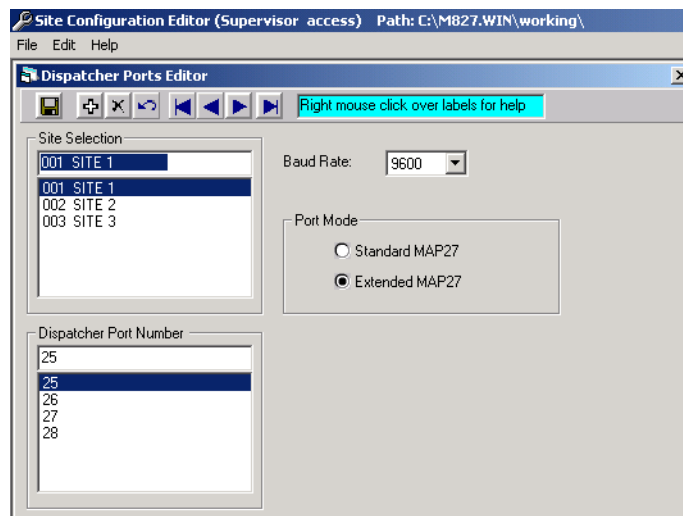 Site Configuration Editor (Supervisor access) Path: C:\M827.WIN\working\
File Edit Help
Dispatcher Ports Editor
Right mouse click over labels for help
Site Selection
001 SITE 1
001 SITE 1
002 SITE 2
003 SITE 3
Baud Rate: 9600
Port Mode
Standard MAP27
Extended MAP27
Dispatcher Port Number
25
25
26
27
28